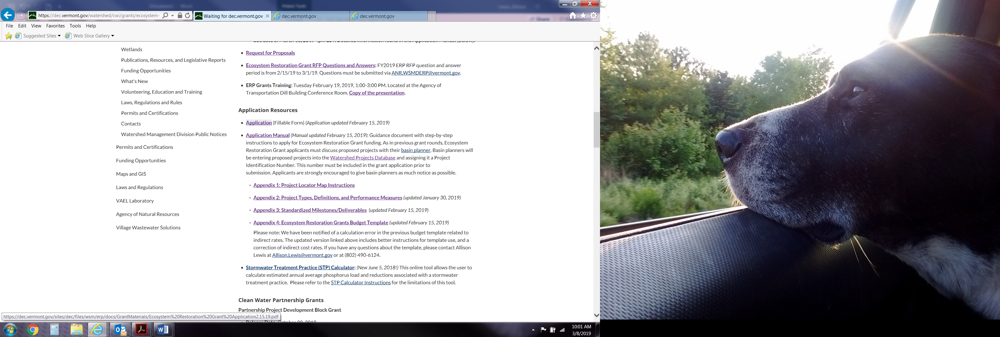 https://dec.vermont.gov/watershed/cwi/grants/ecosystem-
Waiting for dec.vermont.gov
dec.vermont.gov
dec.vermont.gov
File Edit View Favorites Tools Help
Suggested Sites
Web Slice Gallery
Wetlands
Publications, Resources, and Legislative Reports
Funding Opportunities
What's New
Volunteering, Education and Training
Laws, Regulations and Rules
Permits and Certifications
Contacts
Watershed Management Division Public Notices
Permits and Certifications
Funding Opportunities
Maps and GIS
Laws and Regulations
VAEL Laboratory
Agency of Natural Resources
Village Wastewater Solutions
Request for Proposals
Ecosystem Restoration Grant RFP Questions and Answers: FY2019 ERP RFP question and answer
period is from 2/15/19 to 3/1/19. Questions must be submitted via ANR.WSMDERP@vermont.gov.
ERP Grants Training: Tuesday February 19, 2019, 1:00-3:00 PM. Located at the Agency of
Transportation Dill Building Conference Room. Copy of the presentation.
Application Resources
Application (Fillable Form) (Application updated February 15, 2019)
Application Manual (Manual updated February 15, 2019): Guidance document with step-by-step
instructions to apply for Ecosystem Restoration Grant funding. As in previous grant rounds, Ecosystem
Restoration Grant applicants must discuss proposed projects with their basin planner. Basin planners will
be entering proposed projects into the Watershed Projects Database and assigning it a Project
Identification Number. This number must be included in the grant application prior to
submission. Applicants are strongly encouraged to give basin planners as much notice as possible.
Appendix 1: Project Locator Map Instructions
Appendix 2: Project Types, Definitions, and Performance Measures (updated January 30, 2019)
Appendix 3: Standardized Milestones/Deliverables (updated February 15, 2019)
Appendix 4: Ecosystem Restoration Grants Budget Template (updated February 15, 2019)
Please note: We have been notified of a calculation error in the previous budget template related to
indirect rates. The updated version linked above includes better instructions for template use, and a
correction of indirect cost rates. If you have any questions about the template, please contact Allison
Lewis at Allison.Lewis@vermont.gov or at (802) 490-6124.
Stormwater Treatment Practice (STP) Calculator: (New June 5, 2018!) This online tool allows the user to
calculate estimated annual average phosphorus load and reductions associated with a stormwater
treatment practice. Please refer to the STP Calculator Instructions for the limitations of this tool.
Clean Water Partnership Grants
Partnership Project Development Block Grant
https://dec.vermont.gov/sites/dec/files/wsm/erp/docs/GrantMaterials/Ecosystem%20Restoration%20Grant%20Application2.15.19.pdf
10:01 AM
3/8/2019